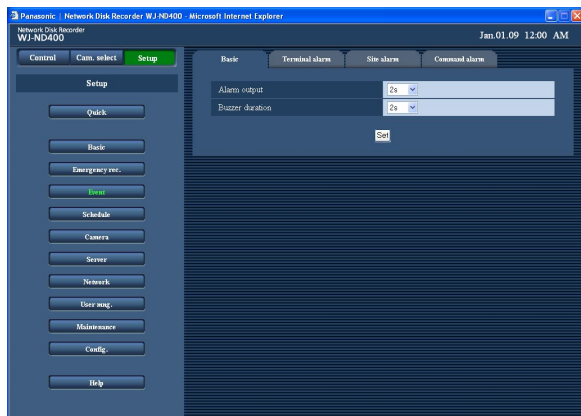 Panasonic | Network Disk Recorder WJ-ND400 - Microsoft Internet Explorer
Network Disk Recorder
WJ-ND400
Jan.01.09 12:00 AM
Control Cam. select Setup
Setup
Quick
Basic
Emergency rec.
Event
Schedule
Camera
Server
Network
User mng.
Maintenance
Config.
Help
Basic Terminal alarm Site alarm Command alarm
Alarm output 2s
Buzzer duration 2s
Set